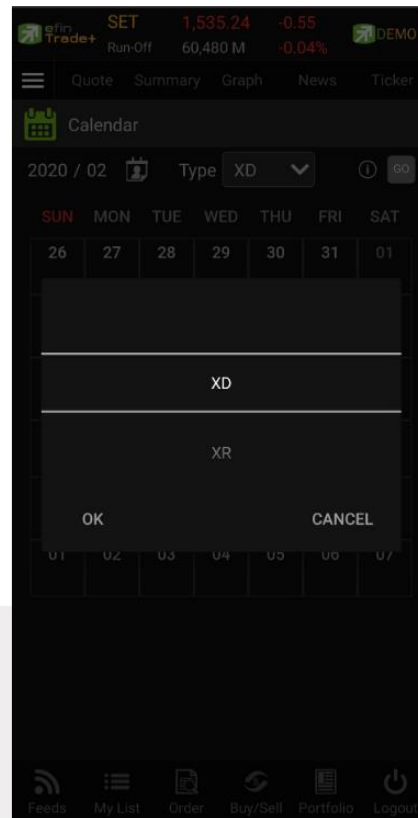 efin Trade+ SET 1,535.24 -0.55 DEMO
Run-Off 60,480 M -0.04%
Quote Summary Graph News Ticker
Calendar
2020 / 02 Type XD GO
SUN MON TUE WED THU FRI SAT
26 27 28 29 30 31 01
XD
XR
OK CANCEL
01 02 03 04 05 06 07
Feeds My List Order Buy/Sell Portfolio Logout